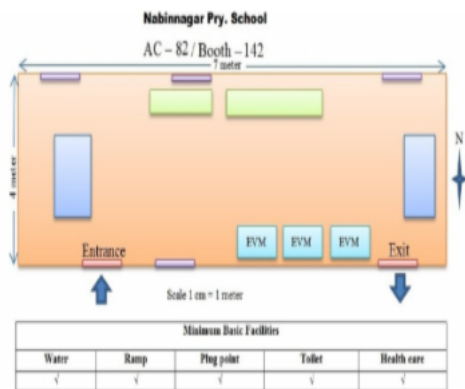 Nabinnagar Pry. School
AC – 82 / Booth – 142
7 meter
4 meter
N
EVM EVM EVM
Entrance
Exit
Scale 1 cm = 1 meter
Minimum Basic Facilities
Water Ramp Plug point Toilet Health care
√ √ √ √ √